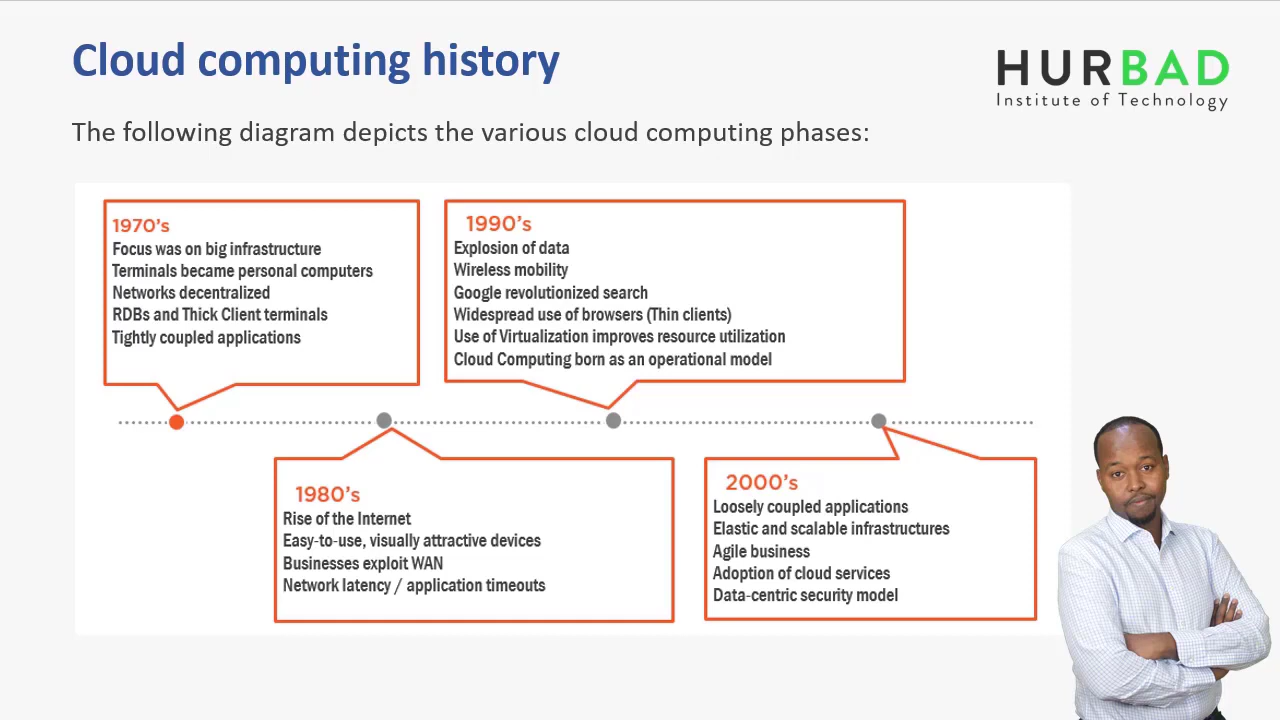 Cloud computing history
HURBAD
Institute of Technology
The following diagram depicts the various cloud computing phases:
1970's
Focus was on big infrastructure
Terminals became personal computers
Networks decentralized
RDBs and Thick Client terminals
Tightly coupled applications
1990's
Explosion of data
Wireless mobility
Google revolutionized search
Widespread use of browsers (Thin clients)
Use of Virtualization improves resource utilization
Cloud Computing born as an operational model
1980's
Rise of the Internet
Easy-to-use, visually attractive devices
Businesses exploit WAN
Network latency / application timeouts
2000's
Loosely coupled applications
Elastic and scalable infrastructures
Agile business
Adoption of cloud services
Data-centric security model